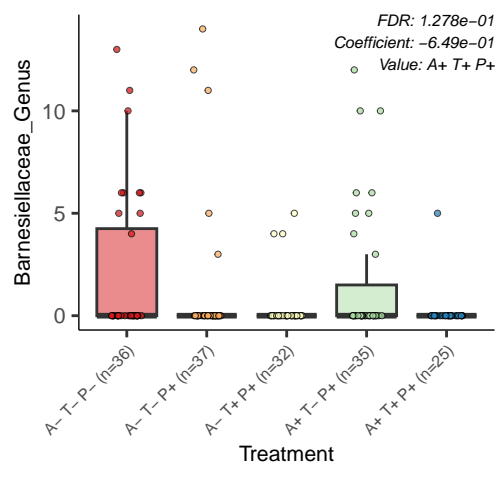 FDR: 1.278e−01
Coefficient: −6.49e−01
Value: A+ T+ P+
Barnesiellaceae_Genus
10
5
0
A− T− P− (n=36)
A− T− P+ (n=37)
A− T+ P+ (n=32)
A+ T− P+ (n=35)
A+ T+ P+ (n=25)
Treatment